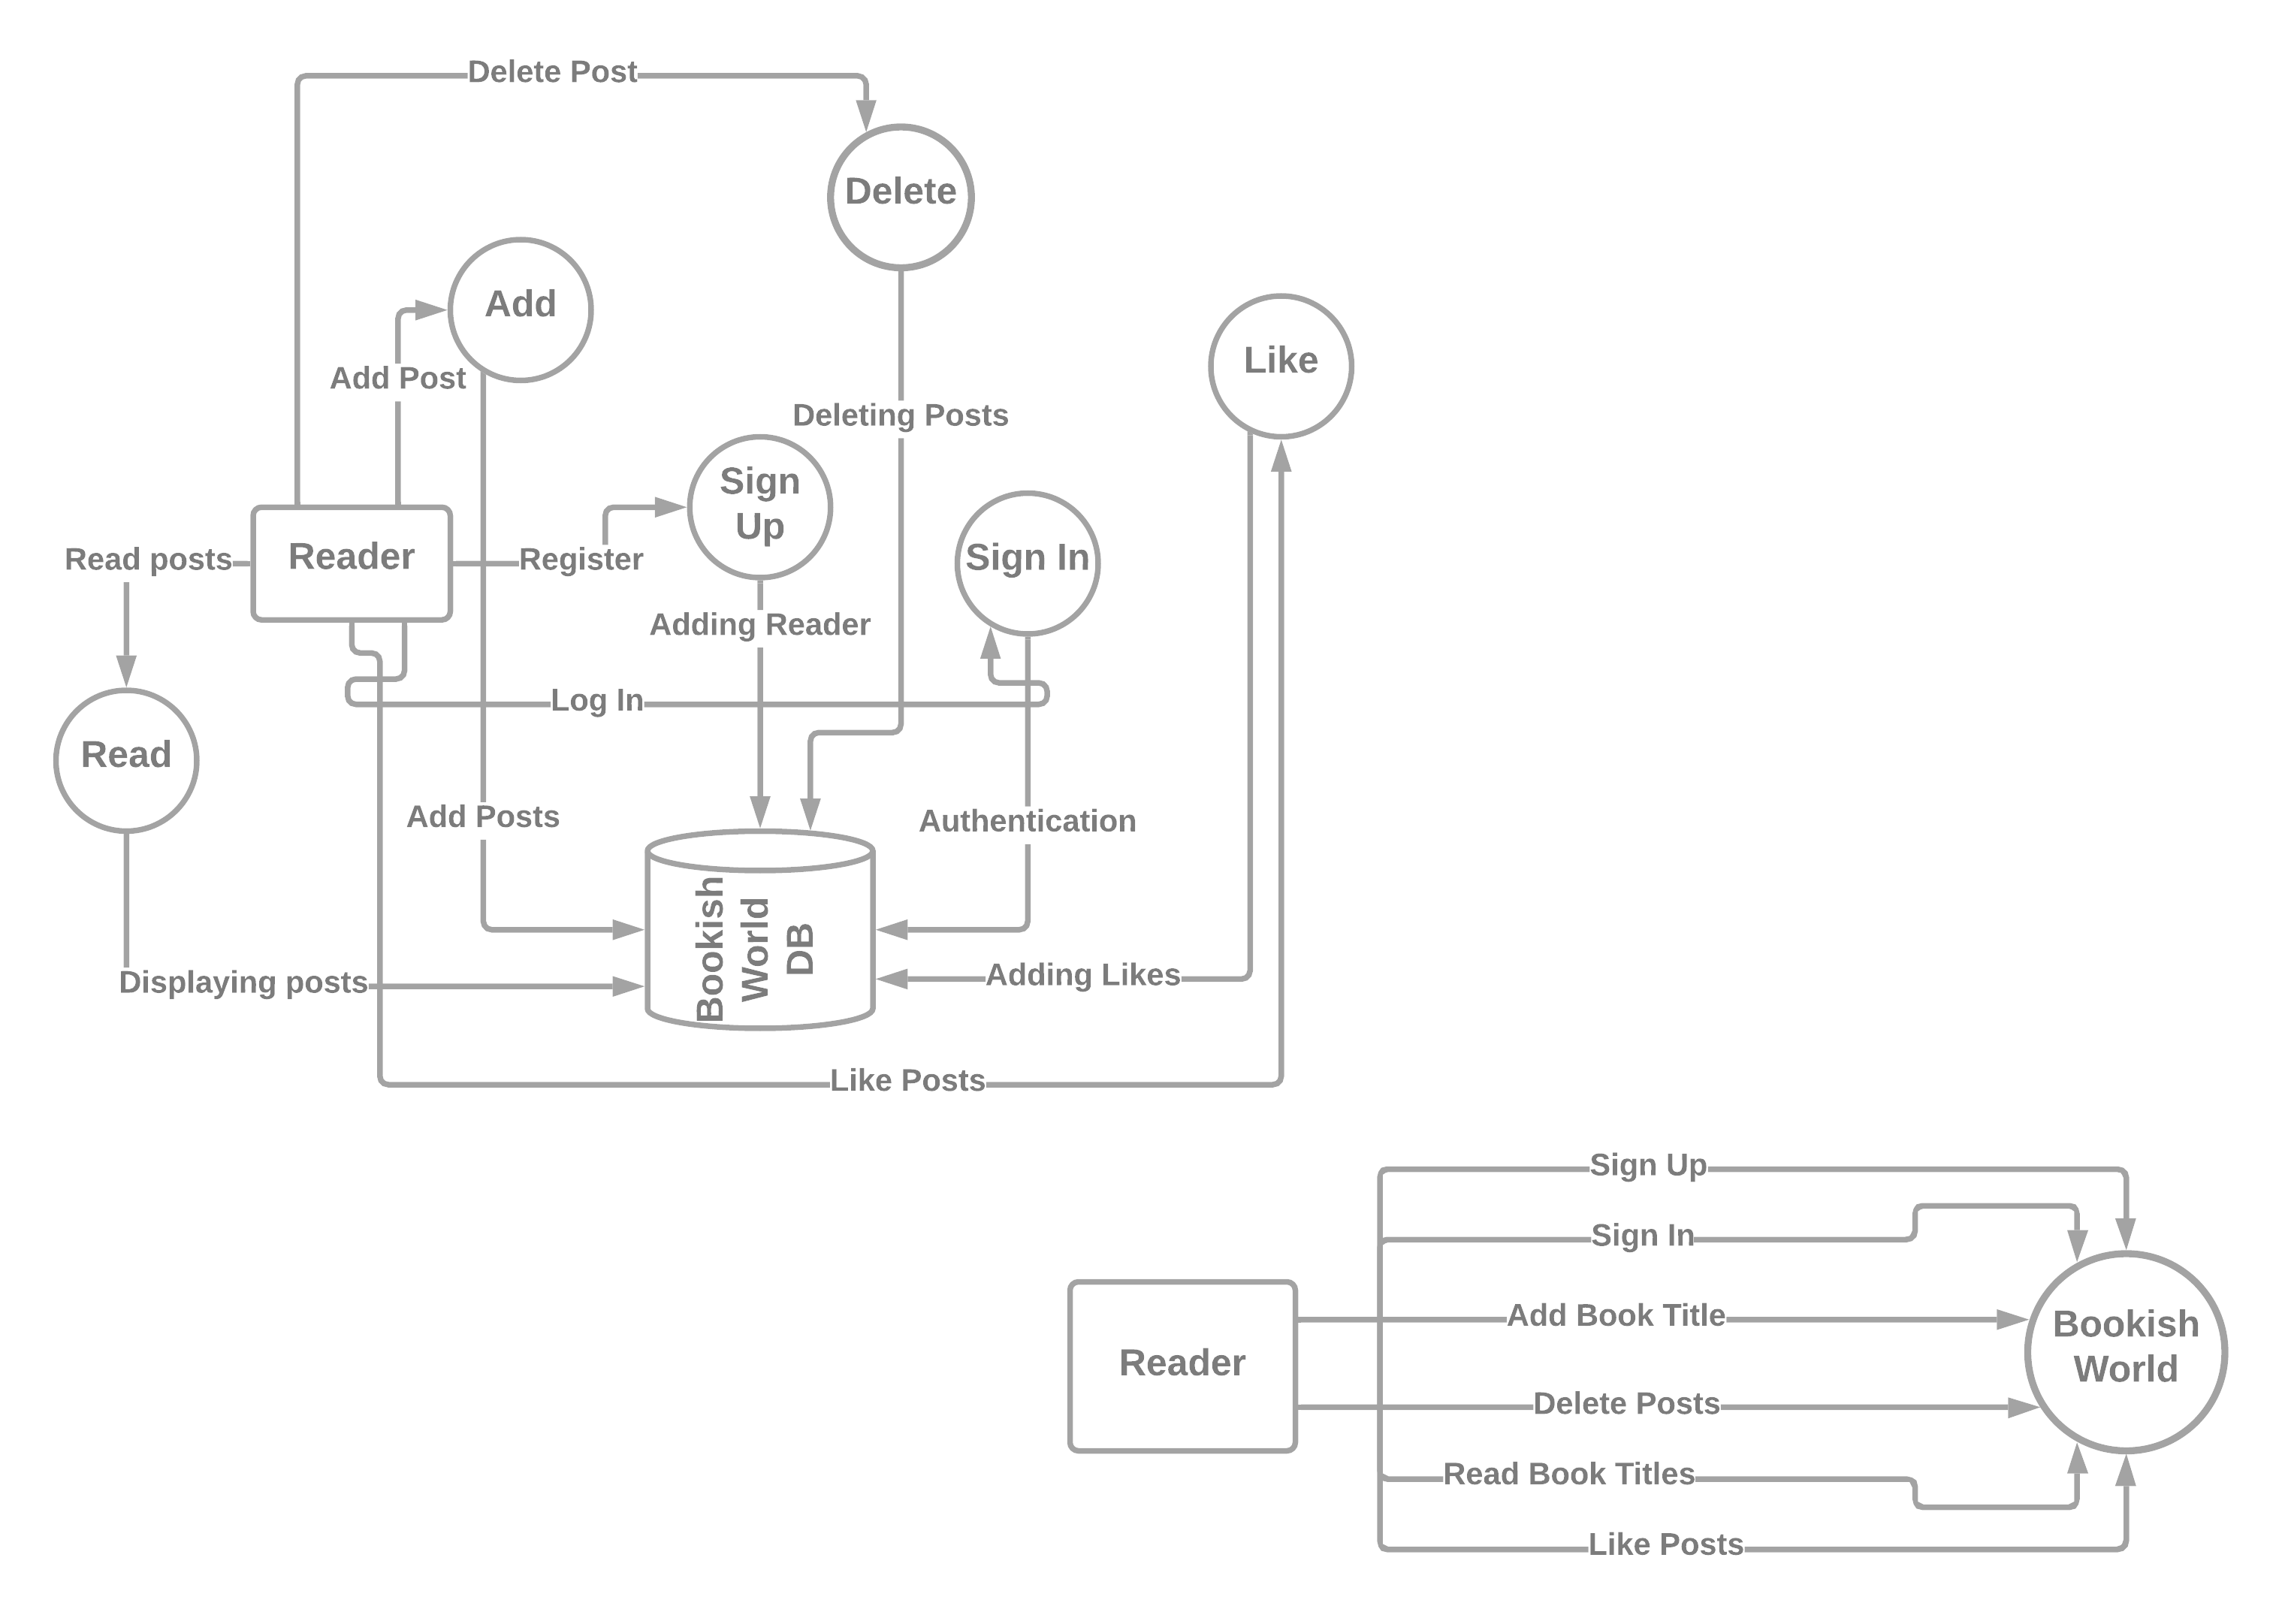 Delete Post
Delete
Add
Like
Add Post
Deleting Posts
Sign
Up
Read posts
Reader
Register
Sign In
Adding Reader
Log In
Read
Add Posts
Authentication
Bookish
World
DB
Displaying posts
Adding Likes
Like Posts
Sign Up
Sign In
Add Book Title
Reader
Bookish
World
Delete Posts
Read Book Titles
Like Posts